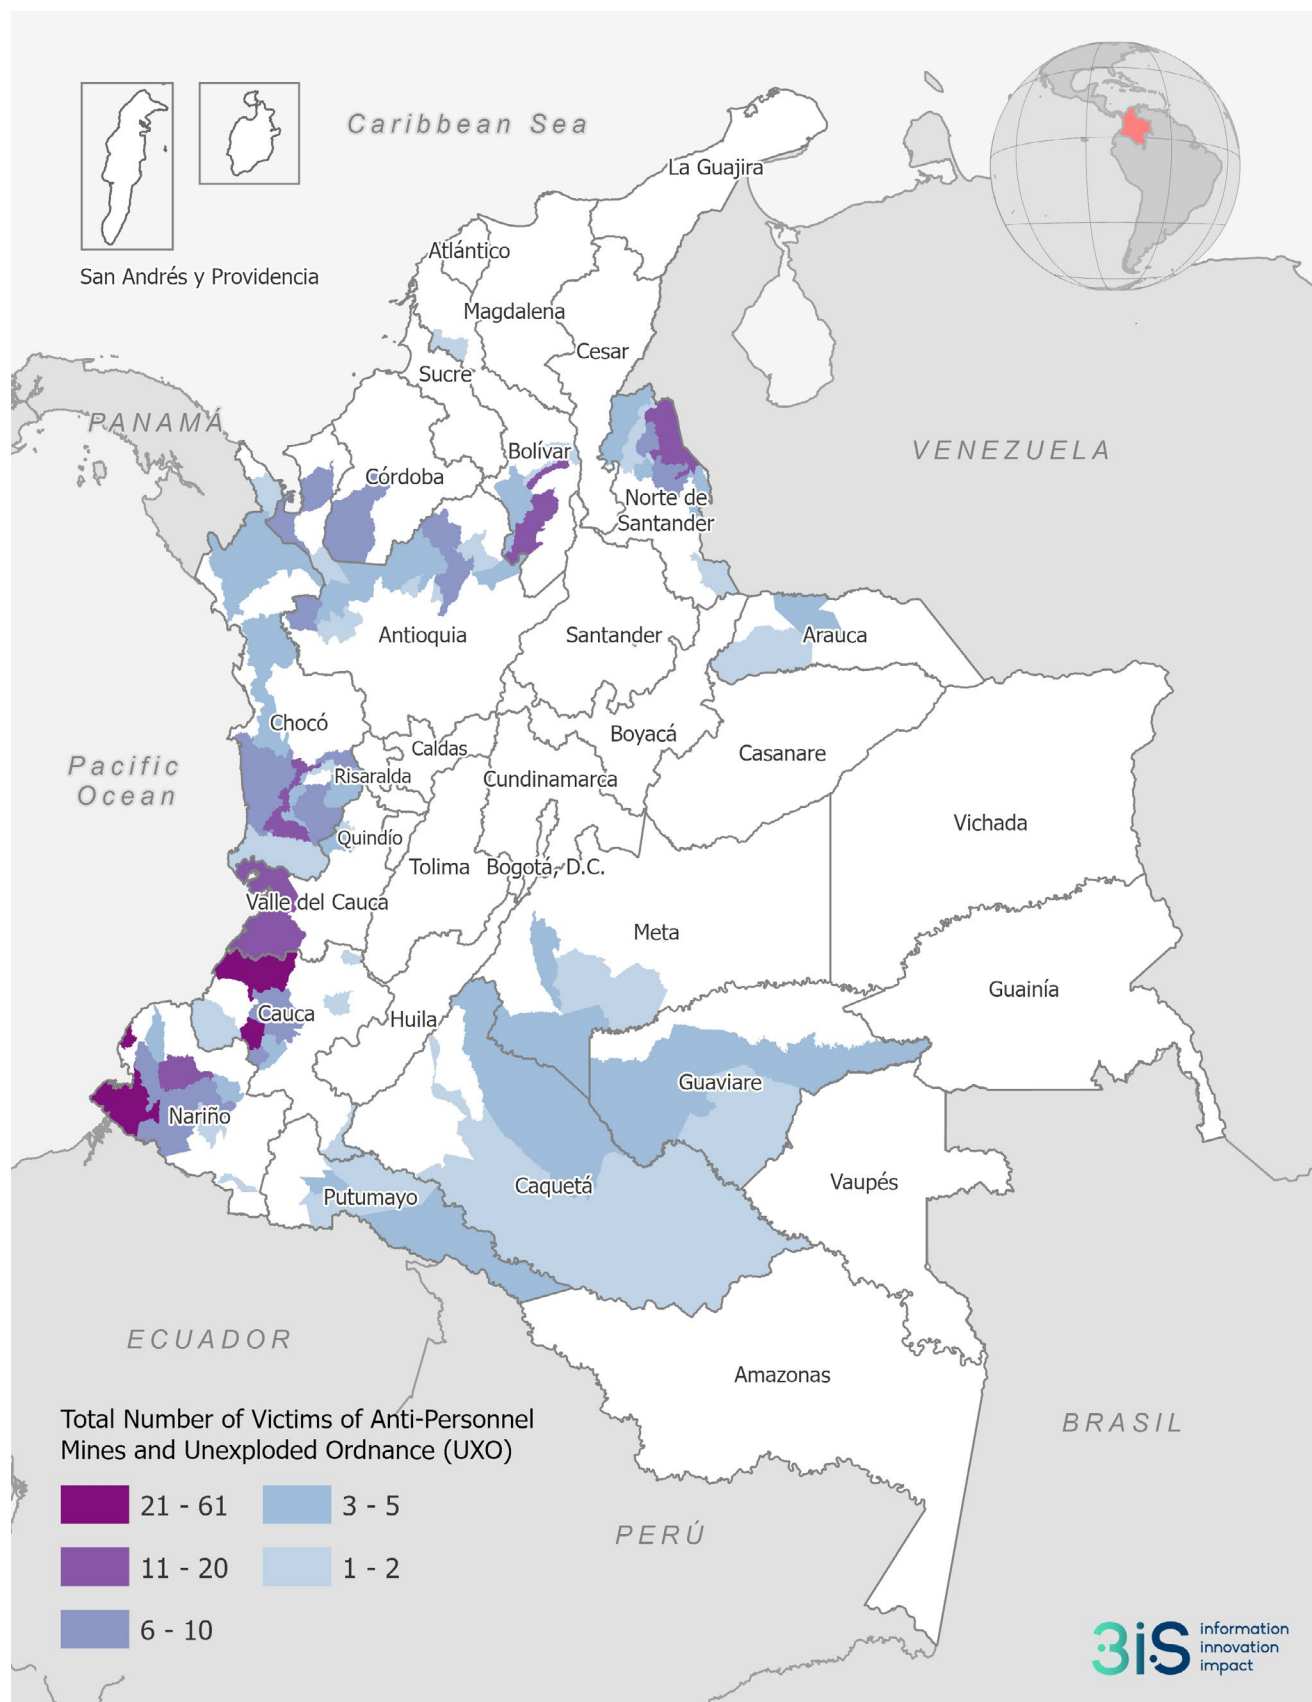 Caribbean Sea
La Guajira
Atlántico
San Andrés y Providencia
Magdalena
Cesar
Sucre
PANAMÁ
VENEZUELA
Bolívar
Córdoba
Norte de
Santander
Antioquia
Santander
Arauca
Chocó
Boyacá
Caldas
Casanare
Pacific
Ocean
Risaralda
Cundinamarca
Vichada
Quindío
Tolima
Bogotá, D.C.
Valle del Cauca
Meta
Guainía
Cauca
Huila
Guaviare
Nariño
Vaupés
Caquetá
Putumayo
ECUADOR
Amazonas
BRASIL
PERÚ
Total Number of Victims of Anti-Personnel
Mines and Unexploded Ordnance (UXO)
21 - 61
3 - 5
11 - 20
1 - 2
6 - 10
3iS
information
innovation
impact